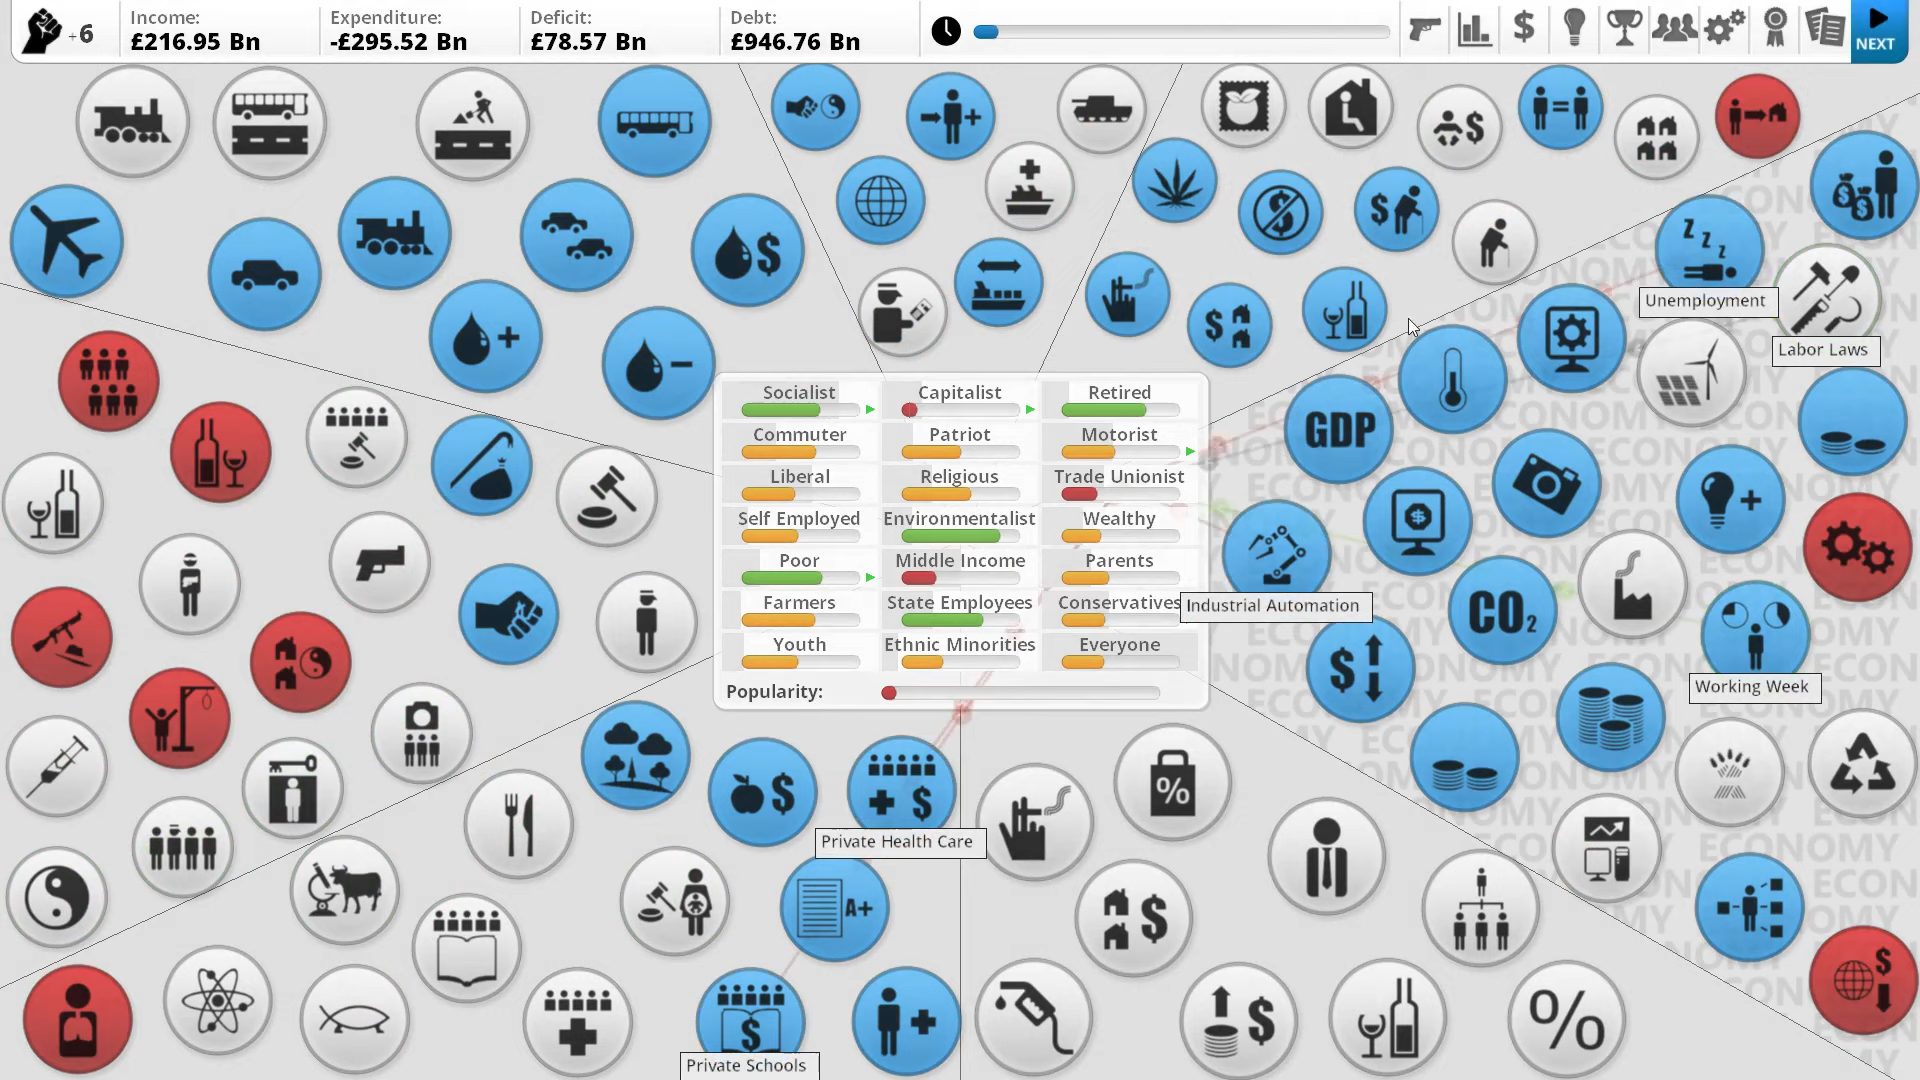 +6
Income:
£216.95 Bn
Expenditure:
-£295.52 Bn
Deficit:
£78.57 Bn
Debt:
£946.76 Bn
NEXT
Unemployment
Labor Laws
GDP
Socialist
Capitalist
Retired
Commuter
Patriot
Motorist
Liberal
Religious
Trade Unionist
Self Employed
Environmentalist
Wealthy
Poor
Middle Income
Parents
Farmers
State Employees
Conservatives
Youth
Ethnic Minorities
Everyone
Popularity:
Industrial Automation
CO2
Working Week
Private Health Care
A+
Private Schools
ECONOMY